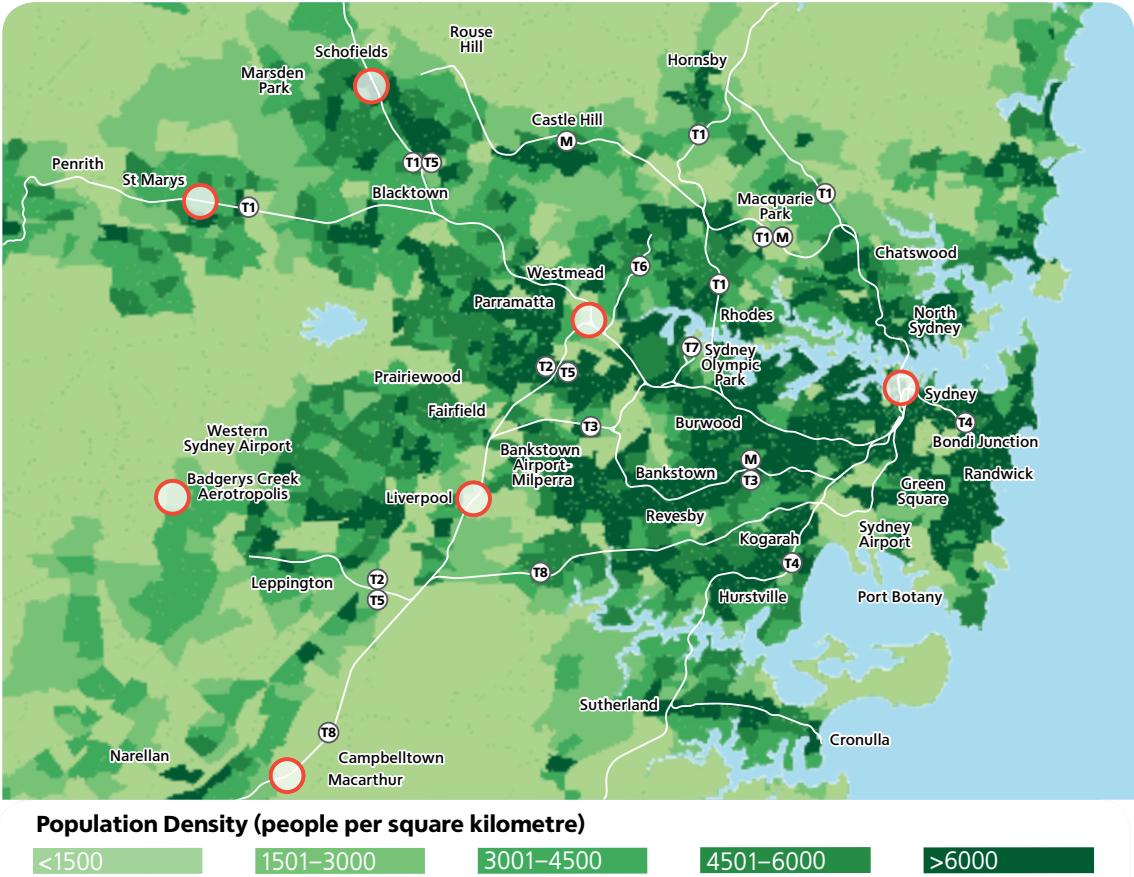 Rouse
Hill
Schofields
Hornsby
Marsden
Park
Castle Hill
M
T1
Penrith
T1
T5
St Marys
Blacktown
T1
T1
Macquarie
Park
T1
M
Chatswood
Westmead
T6
Parramatta
T1
Rhodes
North
Sydney
T7
Sydney
Olympic
Park
T2
T5
Prairiewood
Sydney
Fairfield
T3
Burwood
T4
Bondi Junction
Western
Sydney Airport
Bankstown
Airport-
Milperra
M
Bankstown
T3
Randwick
Badgerys Creek
Aerotropolis
Liverpool
Green
Square
Revesby
Sydney
Airport
Kogarah
T4
Leppington
T2
T5
T8
Hurstville
Port Botany
Sutherland
T8
Cronulla
Narellan
Campbelltown
Macarthur
Population Density (people per square kilometre)
<1500
1501–3000
3001–4500
4501–6000
>6000